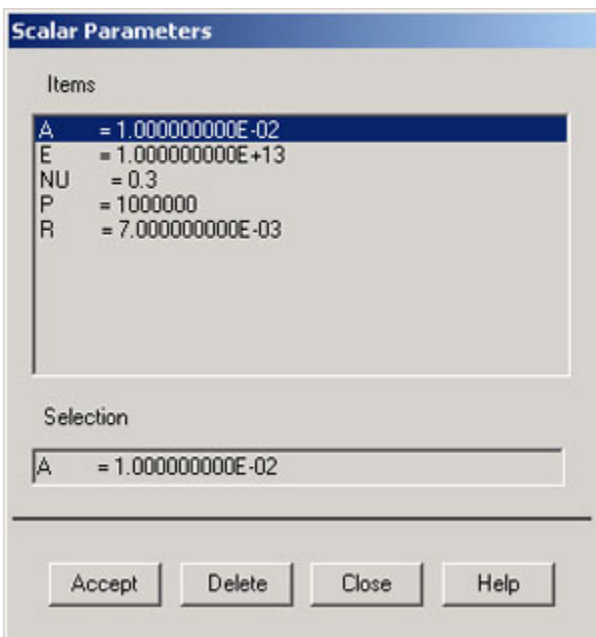 Scalar Parameters
Items
A = 1.000000000E-02
E = 1.000000000E+13
NU = 0.3
P = 1000000
R = 7.000000000E-03
Selection
A = 1.000000000E-02
Accept Delete Close Help